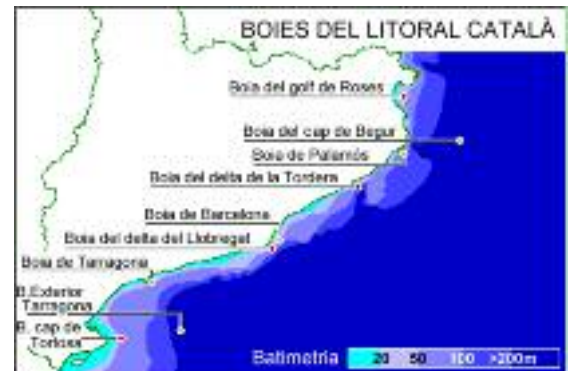 BOIES DEL LITORAL CATALÀ
Boia del golf de Roses
Boia del cap de Begur
Boia de Palamós
Boia del delta de la Tordera
Boia de Barcelona
Boia del delta del Llobregat
Boia de Tarragona
B.Exterior
Tarragona
B. cap de
Tortosa
Batimetria 20 50 100 >200m